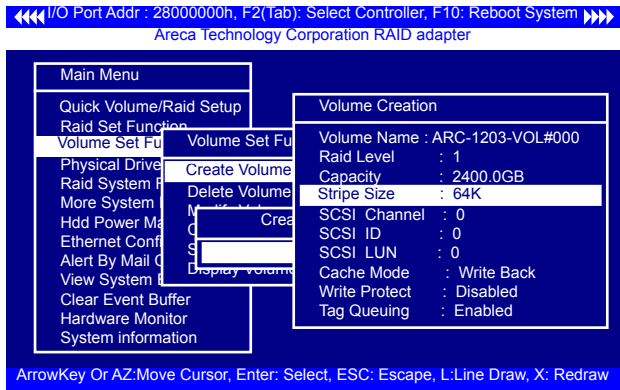 I/O Port Addr : 28000000h, F2(Tab): Select Controller, F10: Reboot System
Areca Technology Corporation RAID adapter
Main Menu
Quick Volume/Raid Setup
Raid Set Function
Volume Set Fu
Physical Drive
Raid System F
More System
Hdd Power Ma
Ethernet Confi
Alert By Mail C
View System E
Clear Event Buffer
Hardware Monitor
System information
Volume Set Fu
Create Volume
Delete Volume
Crea
Display Volume
Volume Creation
Volume Name : ARC-1203-VOL#000
Raid Level : 1
Capacity : 2400.0GB
Stripe Size : 64K
SCSI Channel : 0
SCSI ID : 0
SCSI LUN : 0
Cache Mode : Write Back
Write Protect : Disabled
Tag Queuing : Enabled
ArrowKey Or AZ:Move Cursor, Enter: Select, ESC: Escape, L:Line Draw, X: Redraw